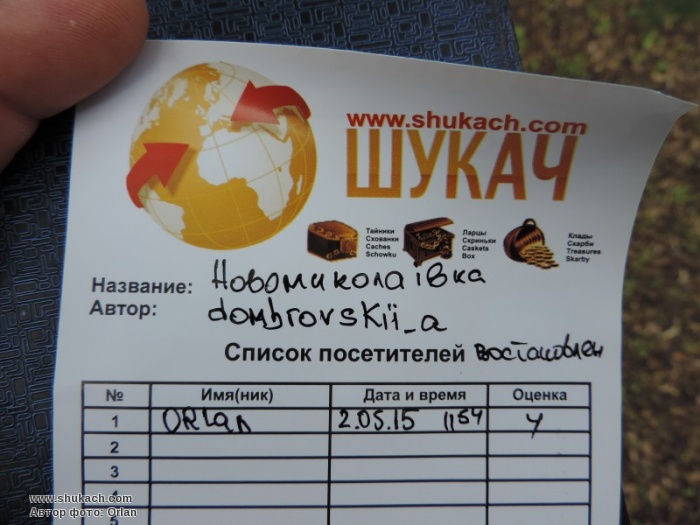 www.shukach.com
ШУКАЧ
Тайники
Схованки
Caches
Schowku
Ларцы
Скриньки
Caskets
Box
Клады
Скарби
Treasures
Skarby
Название: Новомиколаївка
Автор: dombrovskii_a
Список посетителей востановлен
№ Имя(ник) Дата и время Оценка
1 ORLan 2.05.15 1154 4
2
3
4
5
www.shukach.com
Автор фото: Orlan